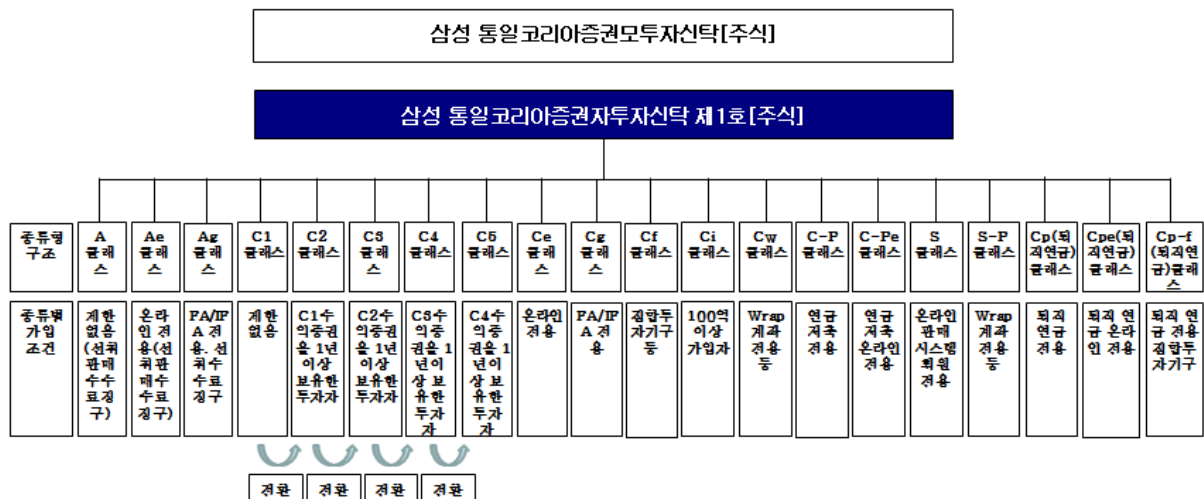 삼성 통일코리아증권모투자신탁[주식]
삼성 통일코리아증권자투자신탁 제1호[주식]
종류형
구조
A
클래
스
Ae
클래
스
Ag
클래
스
C1
클래스
C2
클래스
C3
클래스
C4
클래스
C5
클래스
Ce
클래스
Cg
클래스
Cf
클래스
Ci
클래스
Cw
클래스
C-P
클래스
C-Pe
클래스
S
클래스
S-P
클래스
Cp(퇴
직연금)
클래스
Cpe(퇴
직연금)
클래스
Cp-f
(퇴직연
금)클래
스
종류별
가입
조건
제한
없음
(선취
판매
수수
료징
구)
온라
인 전
용(선
취판
매수
수료
징구)
FA/IF
A 전
용. 선
취수
수료
징구
제한
없음
C1수
익증권
을 1년
이상
보유한
투자자
C2수
익증권
을 1년
이상
보유한
투자자
C3수
익증
권을 1
년이
상 보
유한
투자
자
C4수
익증
권을 1
년이
상 보
유한
투자
자
온라인
전용
FA/IF
A 전
용
집합투
자기구
등
100억
이상
가입자
Wrap
계좌
전용
등
연금
저축
전용
연금
저축
온라인
전용
온라인
판매
시스템
회원
전용
Wrap
계좌
전용
등
퇴직
연금
전용
퇴직 연
금 온라
인 전용
퇴직 연
금 전용
집합투
자기구
전환
전환
전환
전환